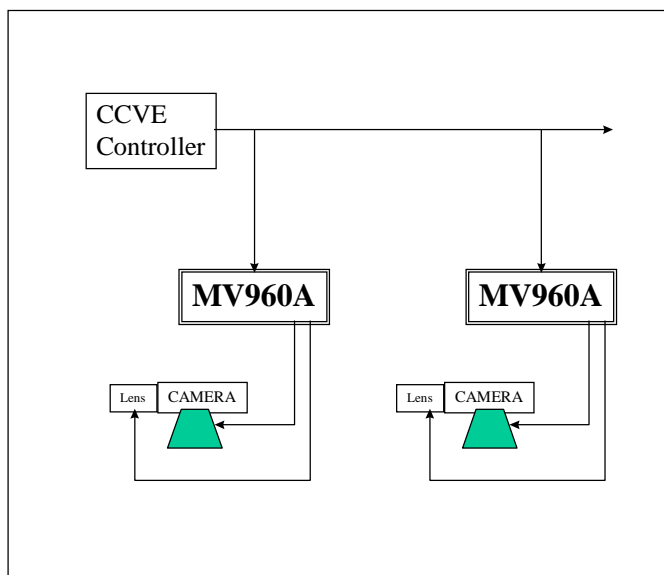 CCVE
Controller
MV960A
MV960A
Lens
CAMERA
Lens
CAMERA